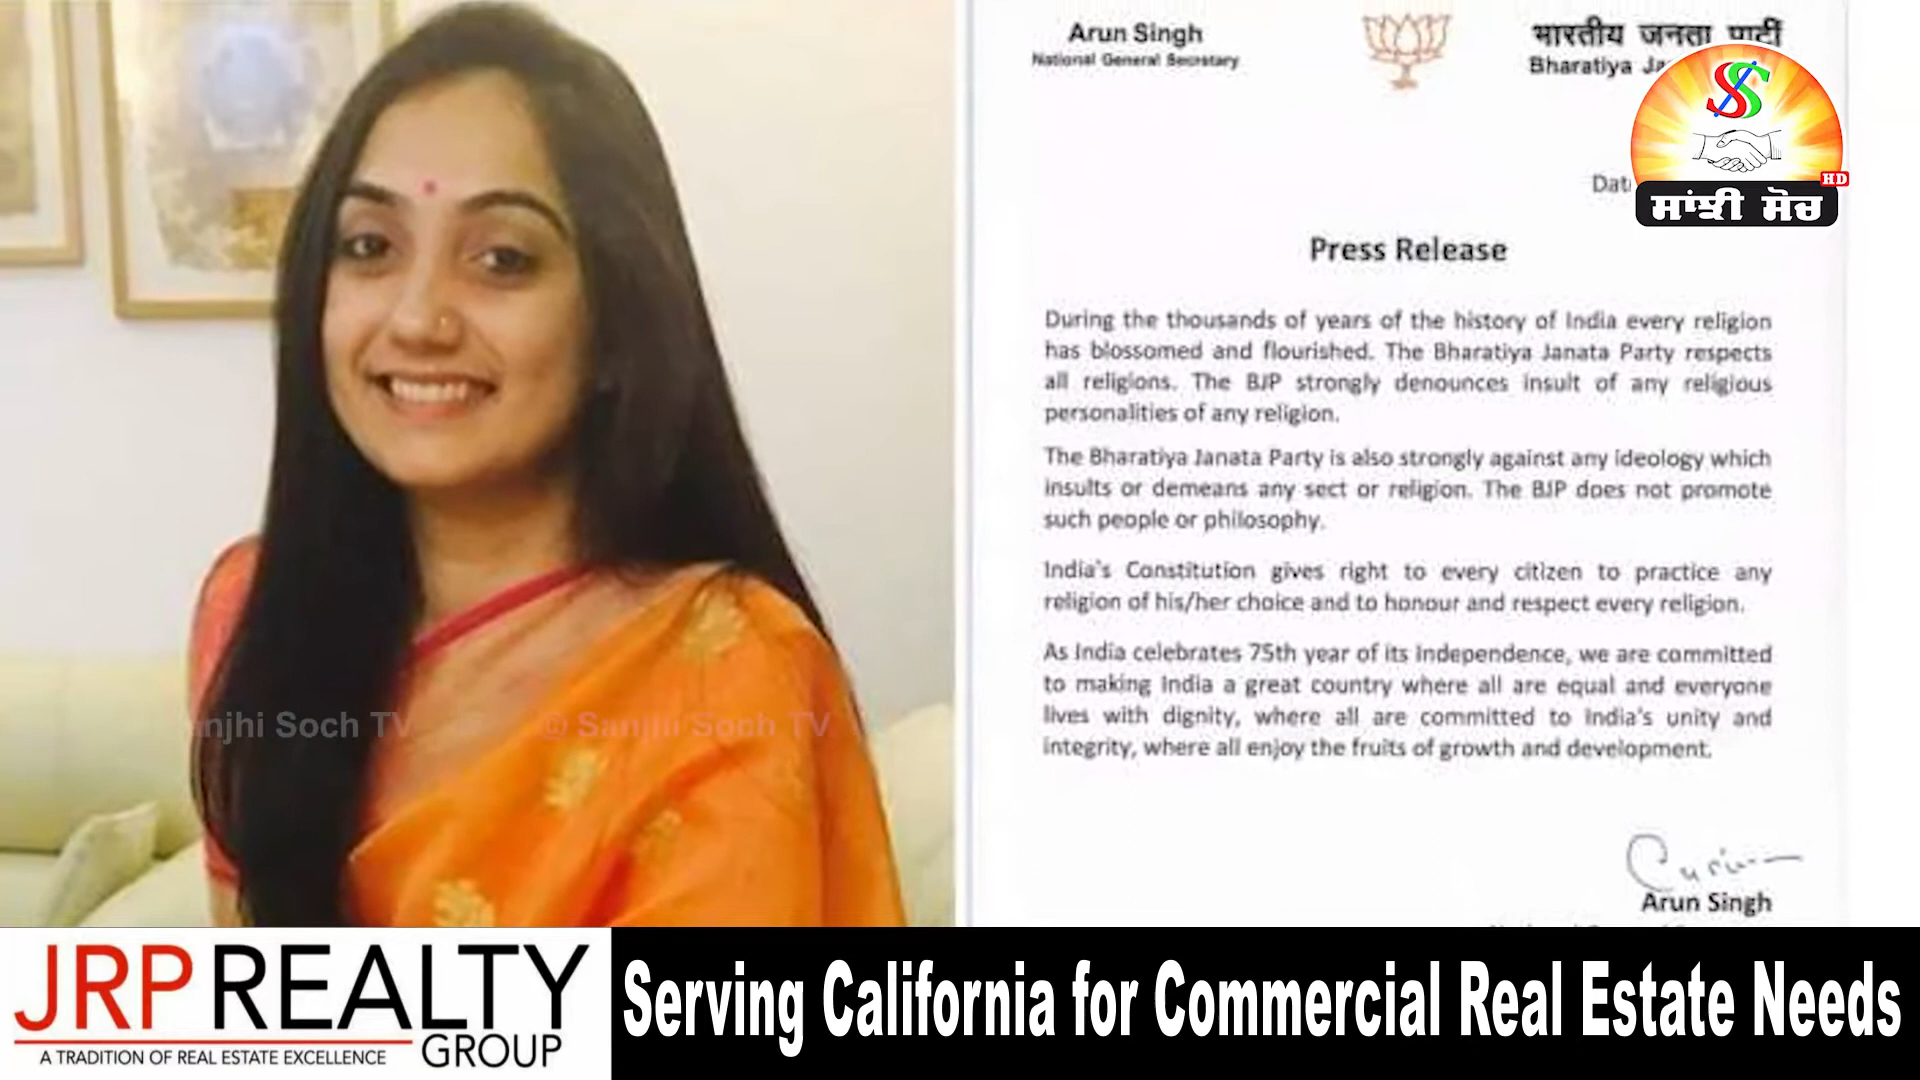 Arun Singh
National General Secretary
भारतीय जनता पार्टी
Bharatiya
SS
HD
ਸਾਂਝੀ ਸੋਚ
Press Release
During the thousands of years of the history of India every religion
has blossomed and flourished. The Bharatiya Janata Party respects
all religions. The BJP strongly denounces insult of any religious
personalities of any religion.
The Bharatiya Janata Party is also strongly against any ideology which
insults or demeans any sect or religion. The BJP does not promote
such people or philosophy.
India's Constitution gives right to every citizen to practice any
religion of his/her choice and to honour and respect every religion.
As India celebrates 75th year of its Independence, we are committed
to making India a great country where all are equal and everyone
lives with dignity, where all are committed to India's unity and
integrity, where all enjoy the fruits of growth and development.
Arun Singh
Soch TV
@ Sanjhi Soch TV
JRP REALTY
A TRADITION OF REAL ESTATE EXCELLENCE GROUP
Serving California for Commercial Real Estate Needs